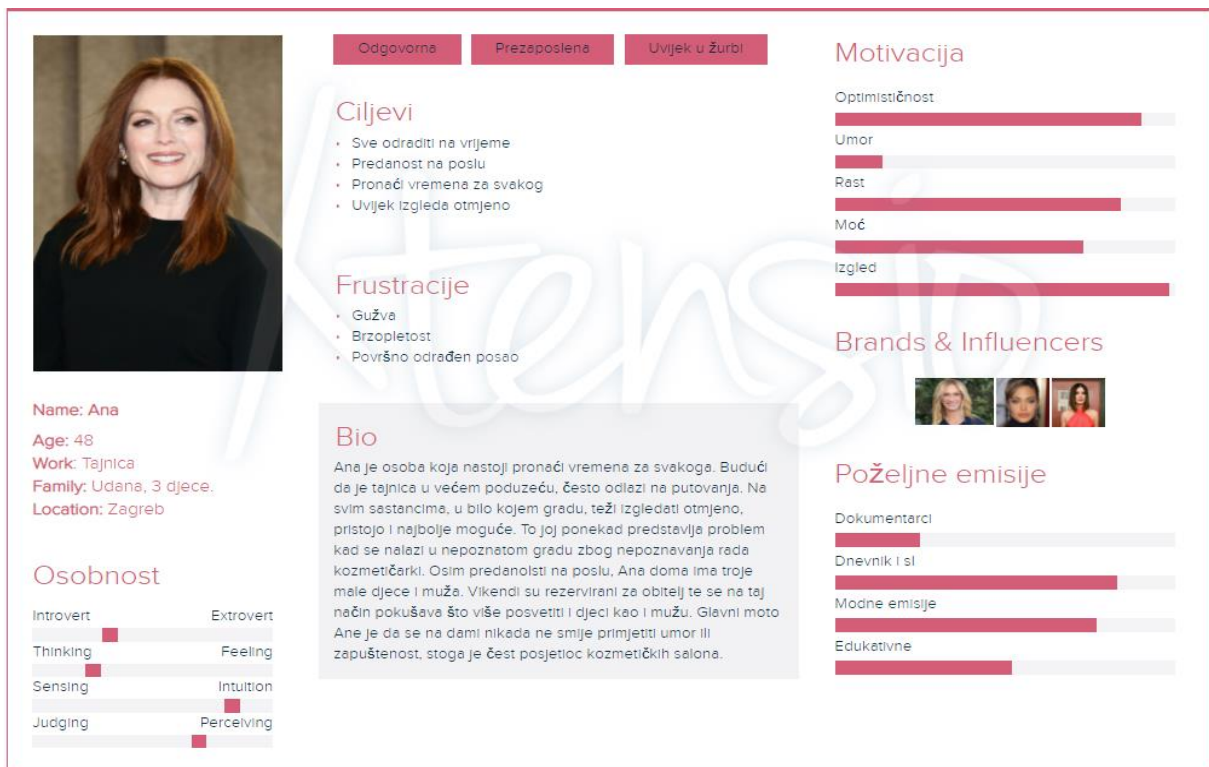 Name: Ana
Age: 48
Work: Tajnica
Family: Udana, 3 djece.
Location: Zagreb
Osobnost
Introvert Extrovert
Thinking Feeling
Sensing Intuition
Judging Perceiving
Odgovorna Prezaposlena Uvijek u žurbi
Ciljevi
• Sve odraditi na vrijeme
• Predanost na poslu
• Pronaći vremena za svakog
• Uvijek izgleda otmjeno
Frustracije
• Gužva
• Brzopletost
• Površno odrađen posao
Bio
Ana je osoba koja nastoji pronaći vremena za svakoga. Budući
da je tajnica u većem poduzeću, često odlazi na putovanja. Na
svim sastancima, u bilo kojem gradu, teži izgledati otmjeno,
pristojo i najbolje moguće. To joj ponekad predstavlja problem
kad se nalazi u nepoznatom gradu zbog nepoznavanja rada
kozmetičarki. Osim predanoisti na poslu, Ana doma ima troje
male djece i muža. Vikendi su rezervirani za obitelj te se na taj
način pokušava što više posvetiti i djeci kao i mužu. Glavni moto
Ane je da se na dami nikada ne smije primjetiti umor ili
zapuštenost, stoga je čest posjetioc kozmetičkih salona.
Motivacija
Optimističnost
Umor
Rast
Moć
Izgled
Brands & Influencers
Poželjne emisije
Dokumentarci
Dnevnik i sl
Modne emisije
Edukativne
Xtensio